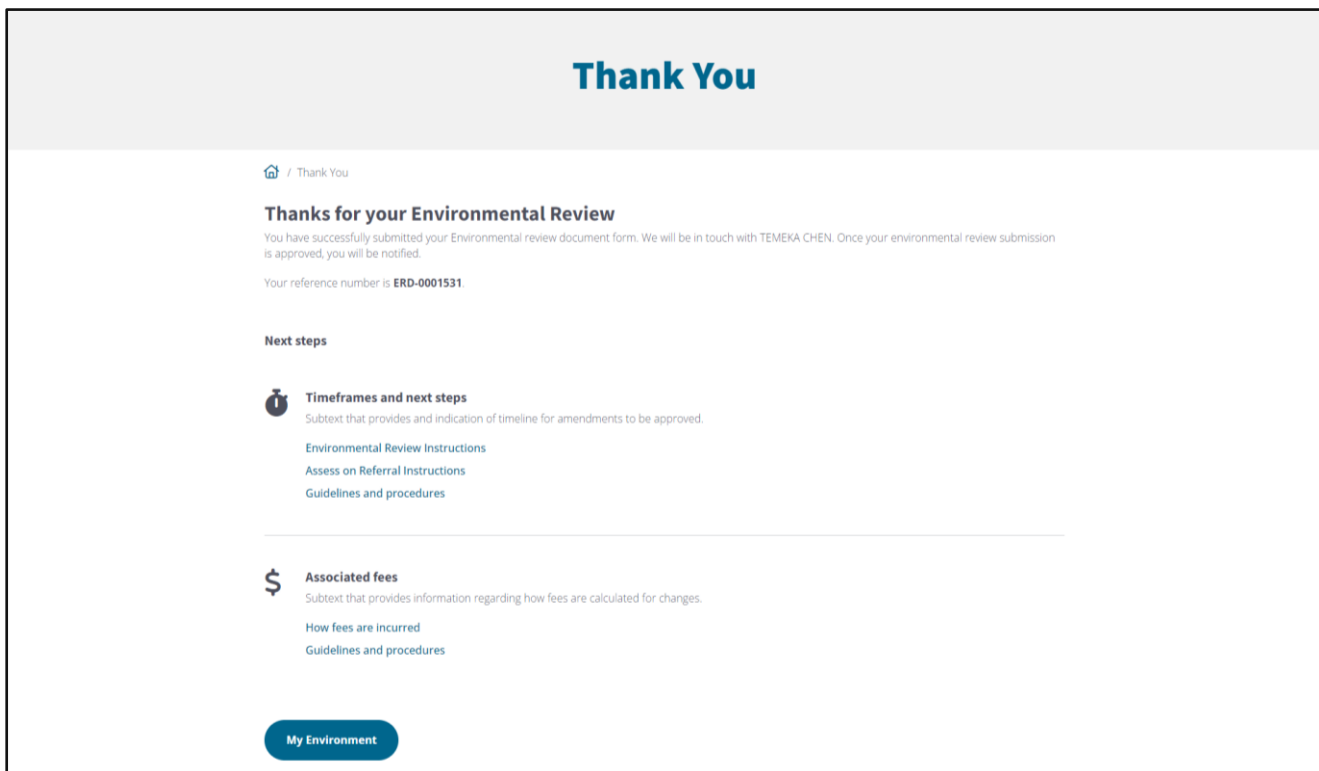 Thank You
/ Thank You
Thanks for your Environmental Review
You have successfully submitted your Environmental review document form. We will be in touch with TEMEKA CHEN. Once your environmental review submission
is approved, you will be notified.
Your reference number is ERD-0001531.
Next steps
Timeframes and next steps
Subtext that provides and indication of timeline for amendments to be approved.
Environmental Review Instructions
Assess on Referral Instructions
Guidelines and procedures
$ Associated fees
Subtext that provides information regarding how fees are calculated for changes.
How fees are incurred
Guidelines and procedures
My Environment